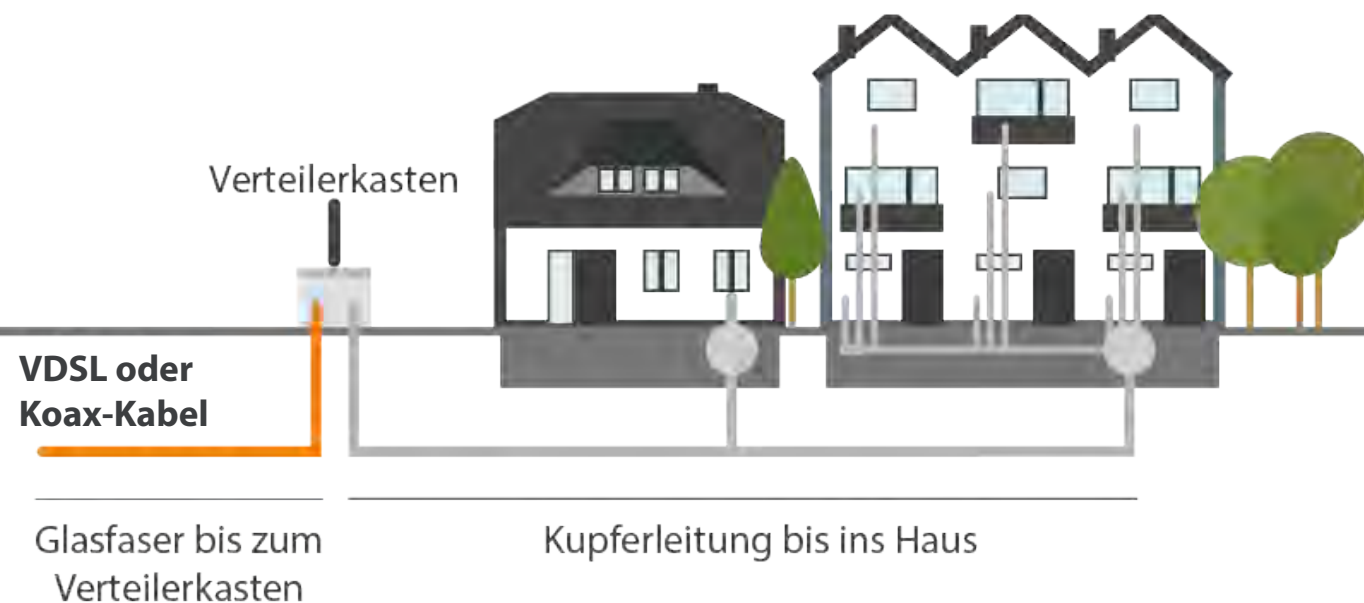 Verteilerkasten
VDSL oder
Koax-Kabel
Glasfaser bis zum
Verteilerkasten
Kupferleitung bis ins Haus